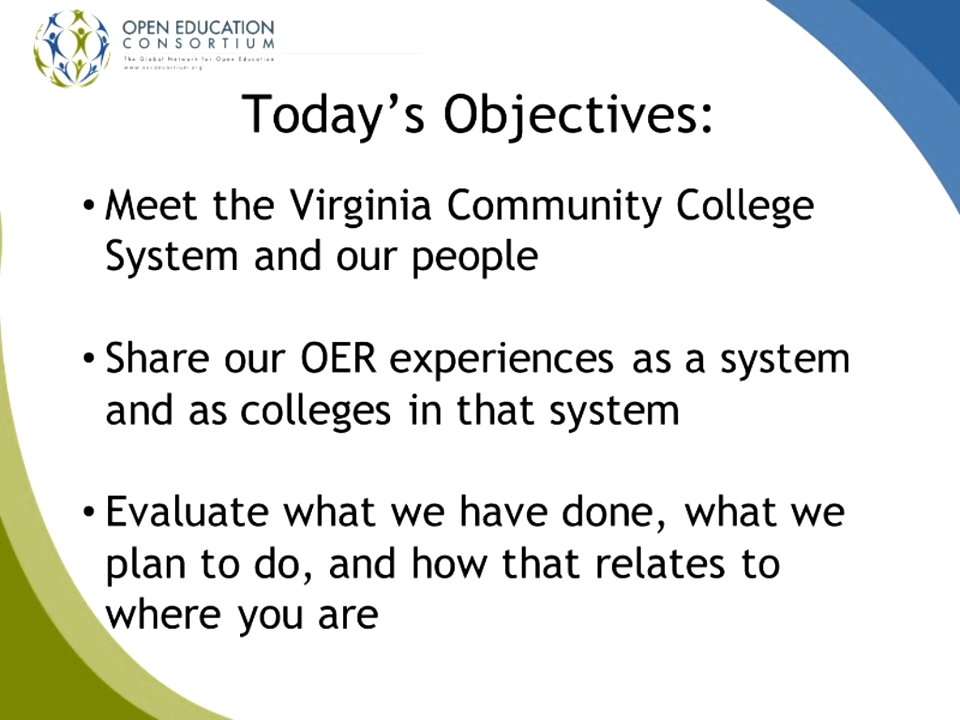 OPEN EDUCATION
CONSORTIUM
The Global Network for Open Education
www.oeconsortium.org
Today’s Objectives:
• Meet the Virginia Community College
System and our people
• Share our OER experiences as a system
and as colleges in that system
• Evaluate what we have done, what we
plan to do, and how that relates to
where you are